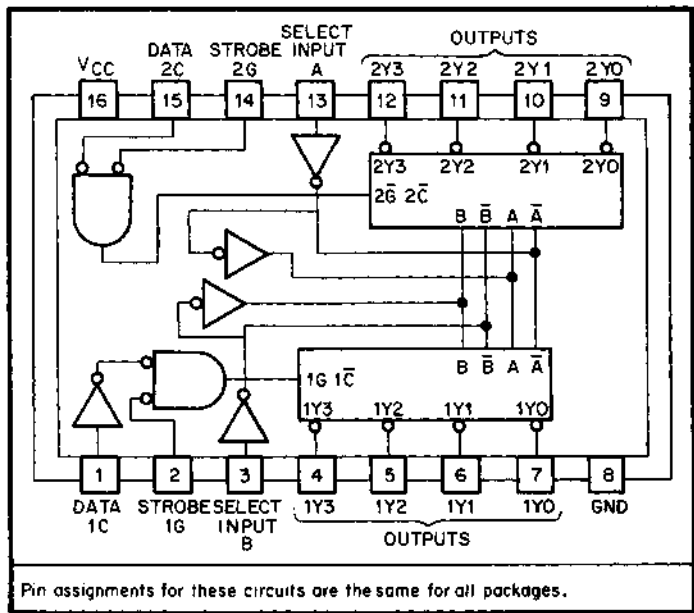 SELECT
DATA STROBE INPUT OUTPUTS
VCC 2C 2G A 2Y3 2Y2 2Y1 2Y0
16 15 14 13 12 11 10 9
2Y3 2Y2 2Y1 2Y0
2G̅ 2C̅
B B̅ A A̅
B B̅ A A̅
1G 1C̅
1Y3 1Y2 1Y1 1Y0
1 2 3 4 5 6 7 8
DATA STROBE SELECT 1Y3 1Y2 1Y1 1Y0 GND
1C 1G INPUT OUTPUTS
B
Pin assignments for these circuits are the same for all packages.